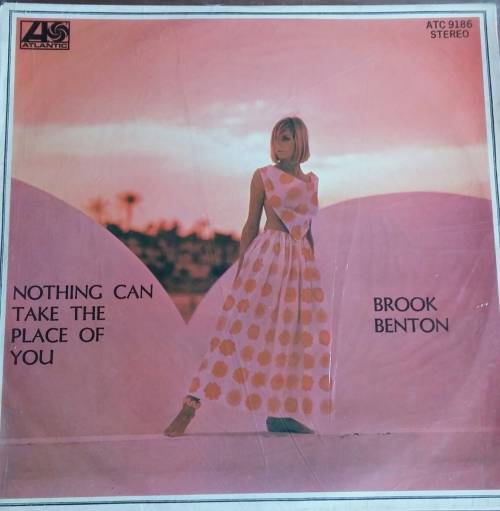 ATLANTIC
ATC 9186
STEREO
NOTHING CAN
TAKE THE
PLACE OF
YOU
BROOK
BENTON